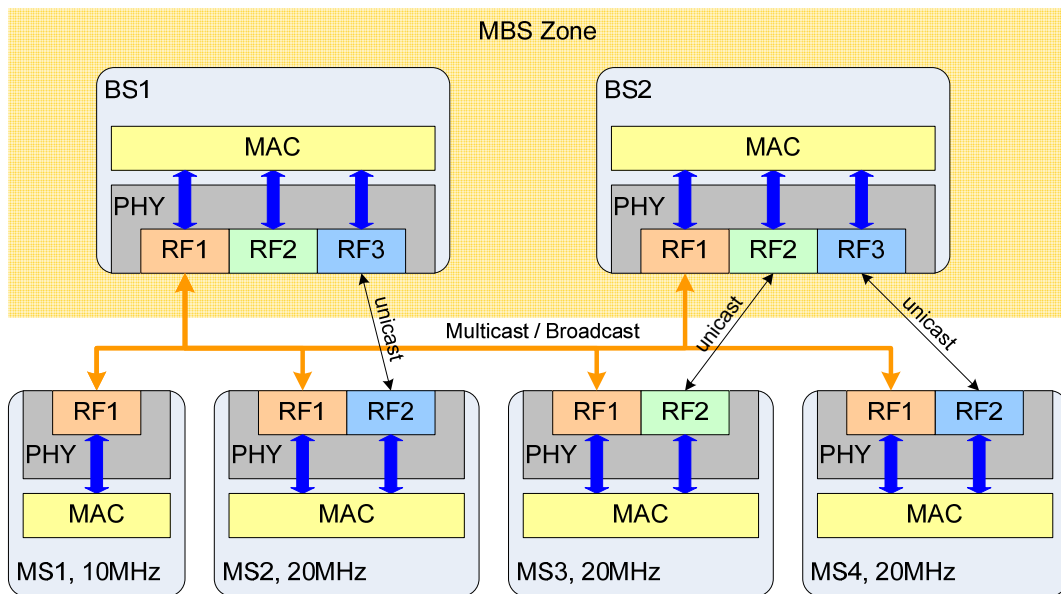 MBS Zone
BS1
BS2
MAC
MAC
PHY
PHY
RF1 RF2 RF3
RF1 RF2 RF3
unicast
unicast
unicast
Multicast / Broadcast
RF1
RF1 RF2
RF1 RF2
RF1 RF2
PHY
PHY
PHY
PHY
MAC
MAC
MAC
MAC
MS1, 10MHz
MS2, 20MHz
MS3, 20MHz
MS4, 20MHz